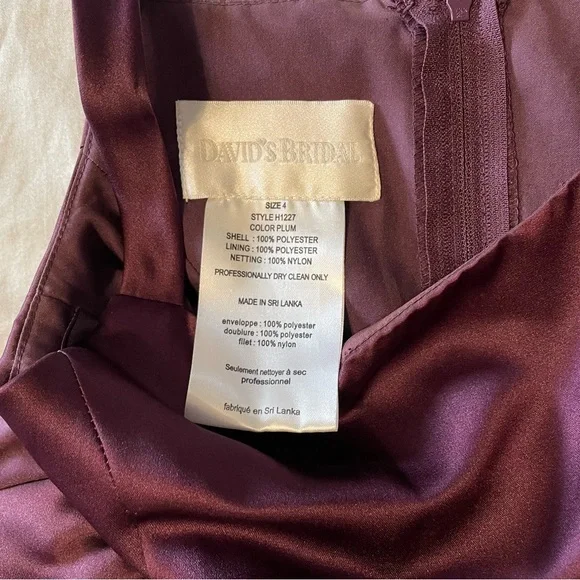 DAVID'S BRIDAL
SIZE 4
STYLE H1227
COLOR PLUM
SHELL : 100% POLYESTER
LINING : 100% POLYESTER
NETTING : 100% NYLON
PROFESSIONALLY DRY CLEAN ONLY
MADE IN SRI LANKA
enveloppe : 100% polyester
doublure : 100% polyester
filet : 100% nylon
Seulement nettoyer à sec
professionnel
fabriqué en Sri Lanka